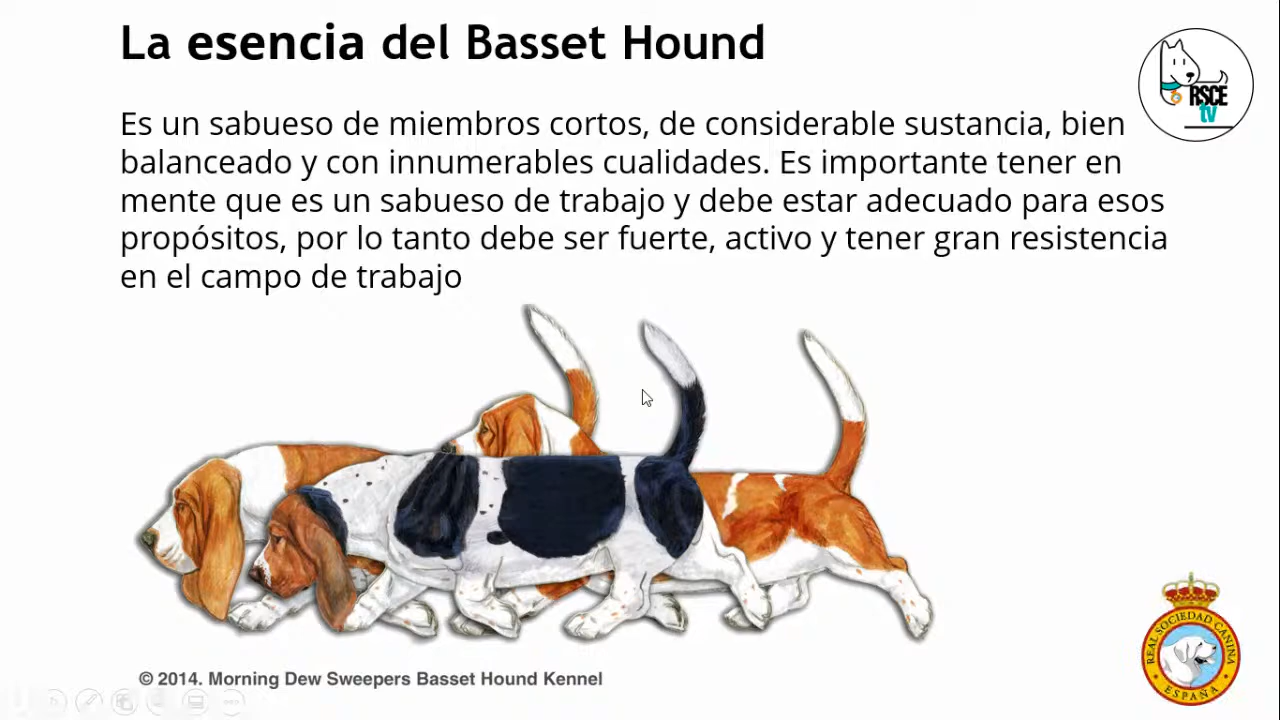 La esencia del Basset Hound
RSCE
tv
Es un sabueso de miembros cortos, de considerable sustancia, bien
balanceado y con innumerables cualidades. Es importante tener en
mente que es un sabueso de trabajo y debe estar adecuado para esos
propósitos, por lo tanto debe ser fuerte, activo y tener gran resistencia
en el campo de trabajo
© 2014. Morning Dew Sweepers Basset Hound Kennel
REAL SOCIEDAD CANINA
ESPAÑA